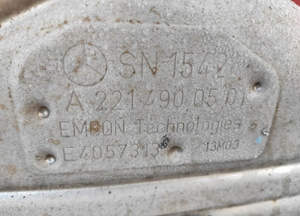 SN 1542
A 221 490 05 01
EMCON Technologies
E4057313
13M03